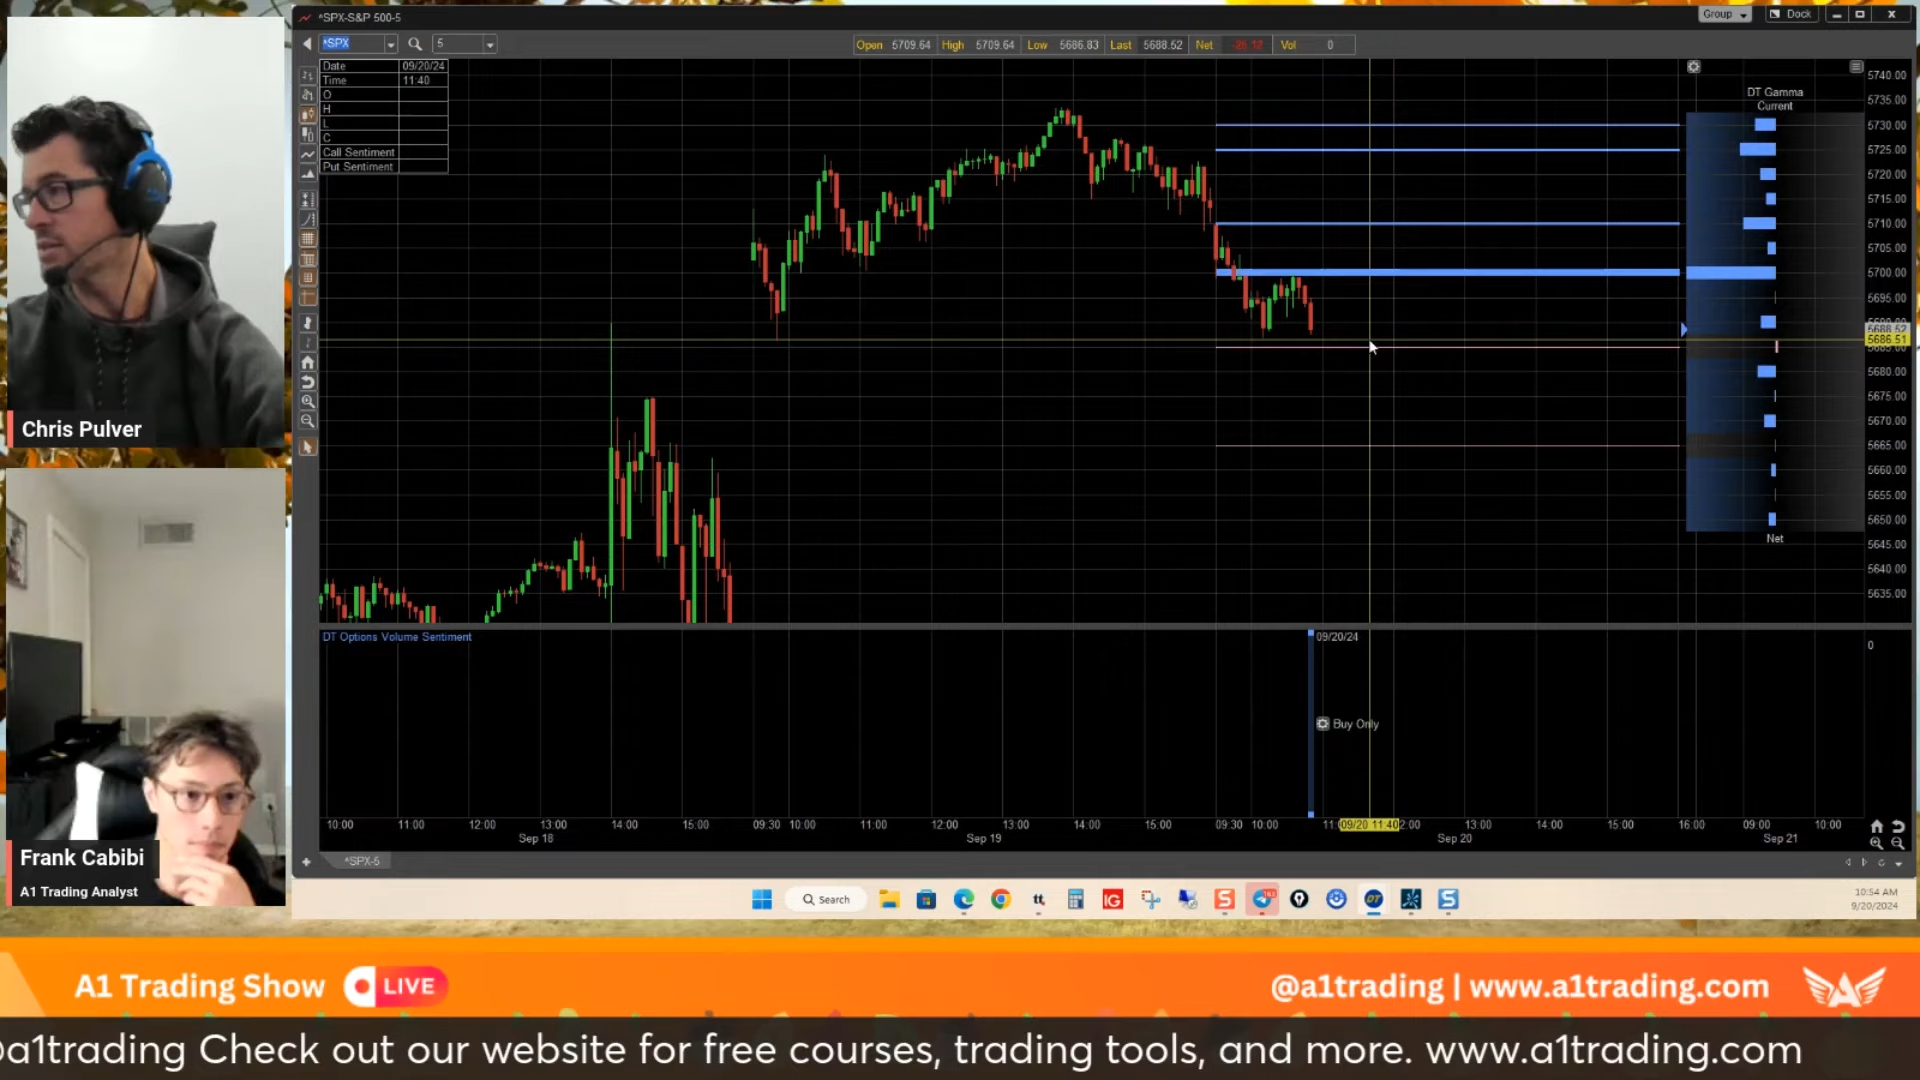 *SPX-S&P 500-5
Group
Dock
*SPX
5
Open 5709.64 High 5709.64 Low 5686.83 Last 5688.52 Net -25.12 Vol 0
Date 09/20/24
Time 11:40
O
H
L
C
Call Sentiment
Put Sentiment
DT Gamma
Current
5740.00
5735.00
5730.00
5725.00
5720.00
5715.00
5710.00
5705.00
5700.00
5695.00
5688.52
5686.51
5680.00
5675.00
5670.00
5665.00
5660.00
5655.00
5650.00
5645.00
5640.00
5635.00
Net
Chris Pulver
DT Options Volume Sentiment
09/20/24
0
Buy Only
10:00 11:00 12:00 13:00 14:00 15:00 09:30 10:00 11:00 12:00 13:00 14:00 15:00 09:30 10:00 09/20 11:40 13:00 14:00 15:00 16:00 09:00 10:00
Sep 18 Sep 19 Sep 20 Sep 21
*SPX-5
Frank Cabibi
A1 Trading Analyst
Search
tt
IG
DT
10:54 AM
9/20/2024
A1 Trading Show LIVE
@a1trading | www.a1trading.com
a1trading Check out our website for free courses, trading tools, and more. www.a1trading.com